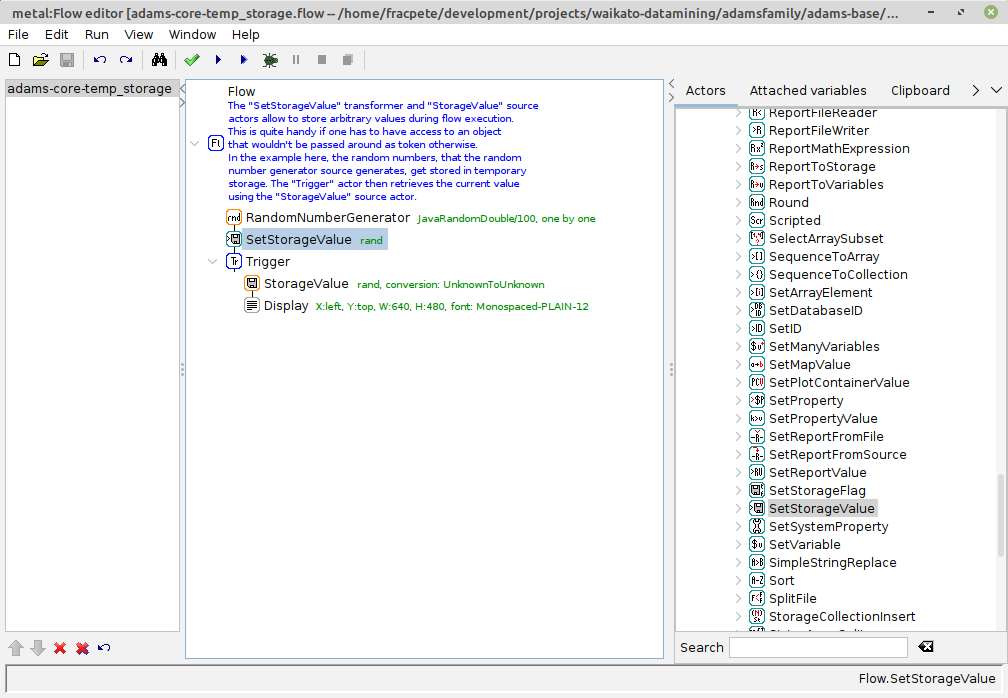 metal:Flow editor [adams-core-temp_storage.flow -- /home/fracpete/development/projects/waikato-datamining/adamsfamily/adams-base/...
File Edit Run View Window Help
adams-core-temp_storage
Flow
The "SetStorageValue" transformer and "StorageValue" source
actors allow to store arbitrary values during flow execution.
This is quite handy if one has to have access to an object
Fl that wouldn't be passed around as token otherwise.
In the example here, the random numbers, that the random
number generator source generates, get stored in temporary
storage. The "Trigger" actor then retrieves the current value
using the "StorageValue" source actor.
rnd RandomNumberGenerator JavaRandomDouble/100, one by one
SetStorageValue rand
Tr Trigger
StorageValue rand, conversion: UnknownToUnknown
Display X:left, Y:top, W:640, H:480, font: Monospaced-PLAIN-12
Actors Attached variables Clipboard
ReportFileReader
ReportFileWriter
ReportMathExpression
ReportToStorage
ReportToVariables
Round
Scripted
SelectArraySubset
SequenceToArray
SequenceToCollection
SetArrayElement
SetDatabaseID
SetID
SetManyVariables
SetMapValue
SetPlotContainerValue
SetProperty
SetPropertyValue
SetReportFromFile
SetReportFromSource
SetReportValue
SetStorageFlag
SetStorageValue
SetSystemProperty
SetVariable
SimpleStringReplace
Sort
SplitFile
StorageCollectionInsert
Search
Flow.SetStorageValue